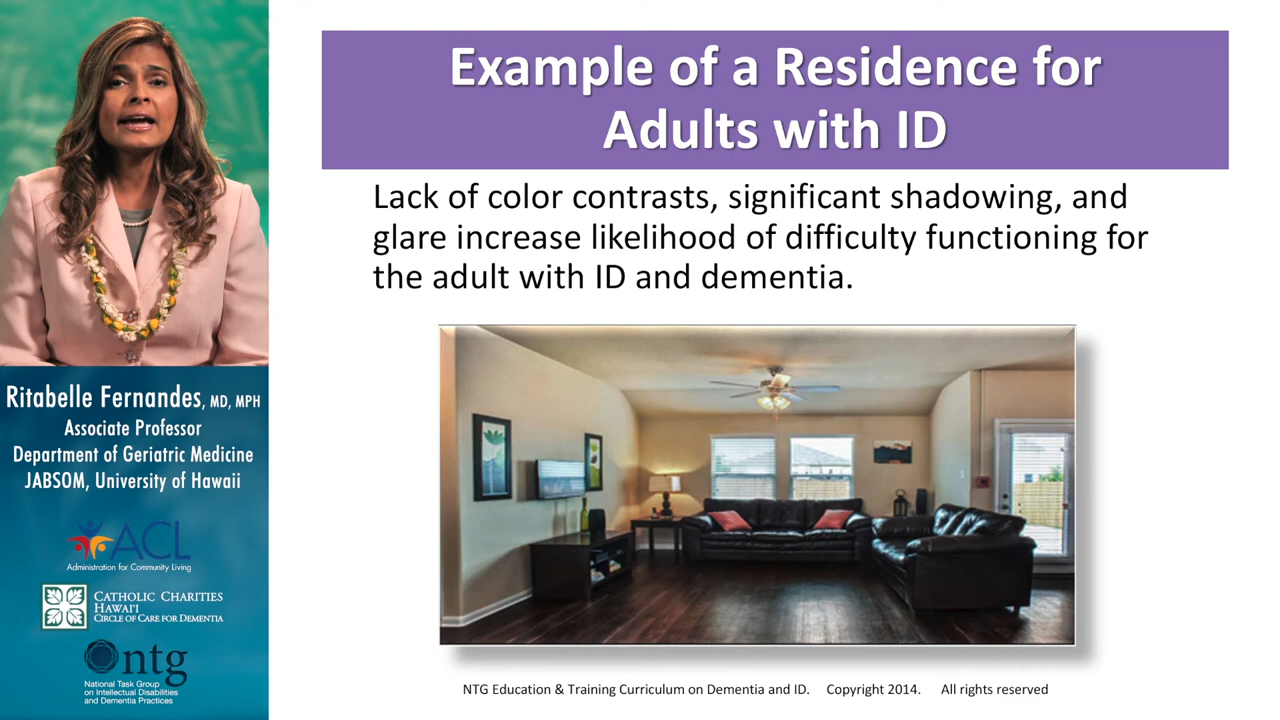 Example of a Residence for
Adults with ID
Lack of color contrasts, significant shadowing, and
glare increase likelihood of difficulty functioning for
the adult with ID and dementia.
Ritabelle Fernandes, MD, MPH
Associate Professor
Department of Geriatric Medicine
JABSOM, University of Hawaii
ACL
Administration for Community Living
CATHOLIC CHARITIES
HAWAI‘I
CIRCLE OF CARE FOR DEMENTIA
ntg
National Task Group
on Intellectual Disabilities
and Dementia Practices
NTG Education & Training Curriculum on Dementia and ID. Copyright 2014. All rights reserved